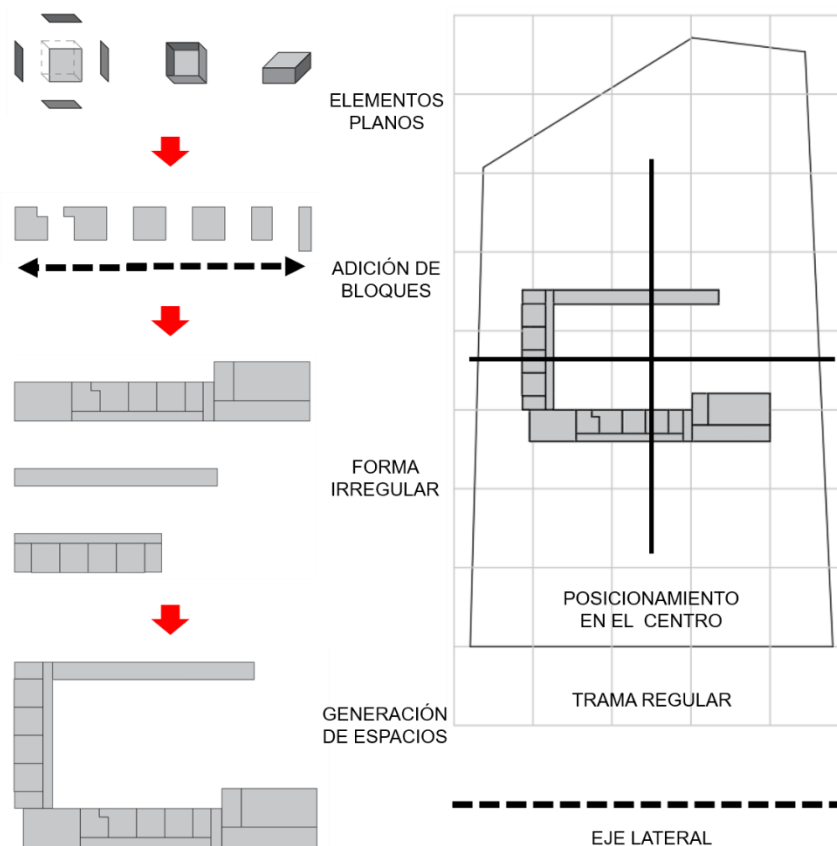 ELEMENTOS
PLANOS
ADICIÓN DE
BLOQUES
FORMA
IRREGULAR
GENERACIÓN
DE ESPACIOS
POSICIONAMIENTO
EN EL CENTRO
TRAMA REGULAR
EJE LATERAL